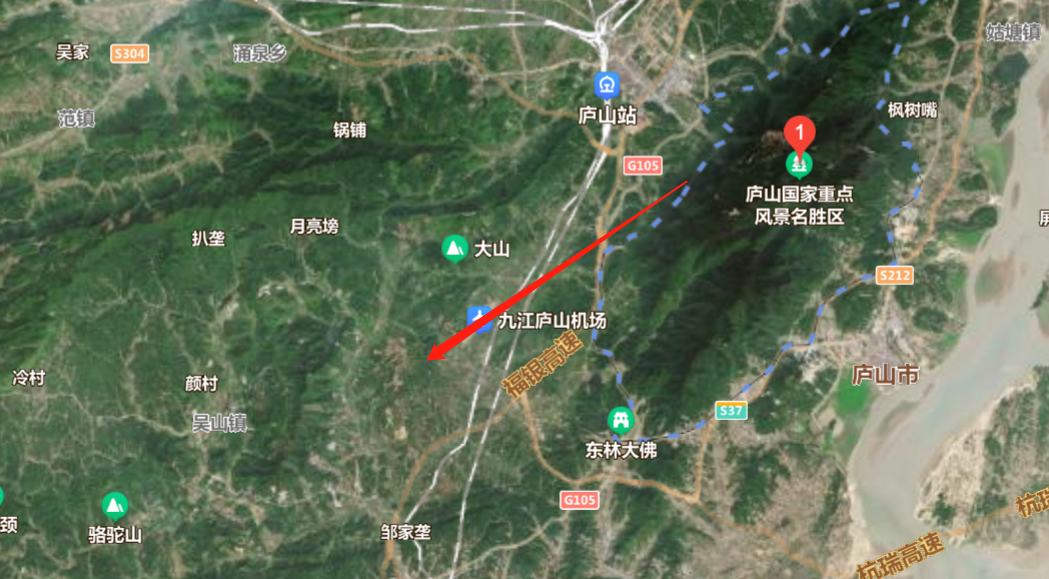 吴家
S304
涌泉乡
姑塘镇
范镇
锅铺
庐山站
枫树嘴
1
G105
庐山国家重点
风景名胜区
扒垄
月亮塝
大山
屏
S212
九江庐山机场
福银高速
冷村
颜村
吴山镇
庐山市
S37
东林大佛
G105
颈
骆驼山
邹家垄
杭瑞高速
杭瑞